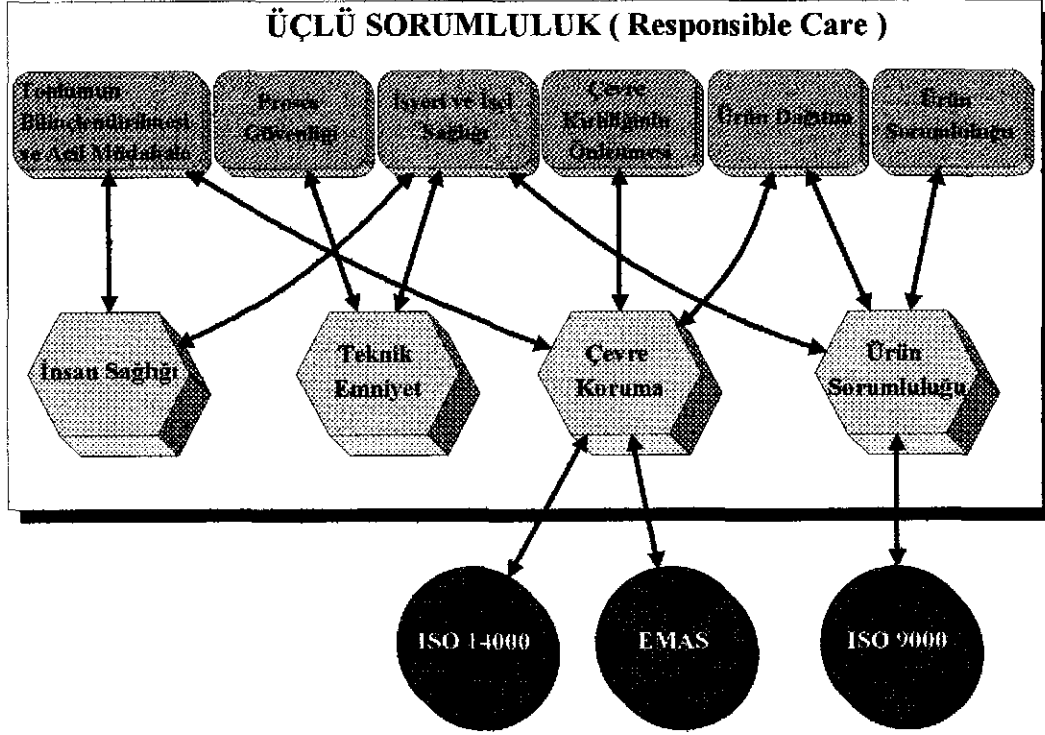 ÜÇLÜ SORUMLULUK ( Responsible Care )
Toplumun
Bilinçlendirilmesi
ve Acil Müdahale
Proses
Güvenliği
İşyeri ve İşçi
Sağlığı
Çevre
Kirliliğinin
Önlenmesi
Ürün Dağıtım
Ürün
Sorumluluğu
İnsan Sağlığı
Teknik
Emniyet
Çevre
Koruma
Ürün
Sorumluluğu
ISO 14000
EMAS
ISO 9000